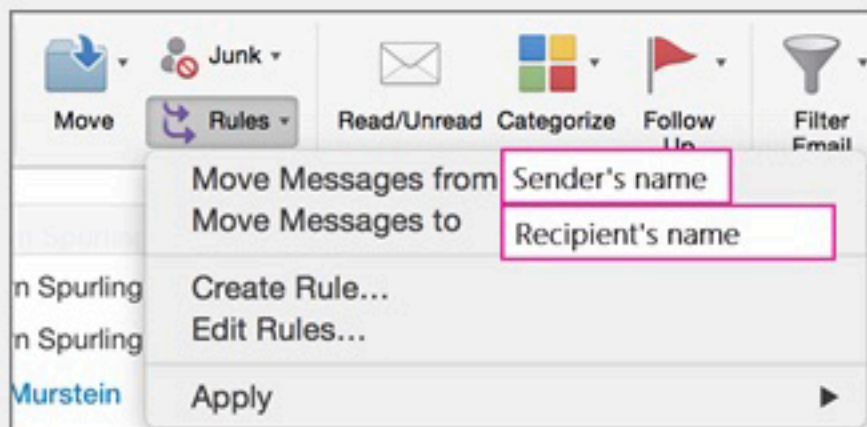 Junk
Move Rules Read/Unread Categorize Follow Up Filter Email
Move Messages from Sender's name
Move Messages to Recipient's name
Create Rule...
n Spurling
Edit Rules...
n Spurling
Murstein
Apply